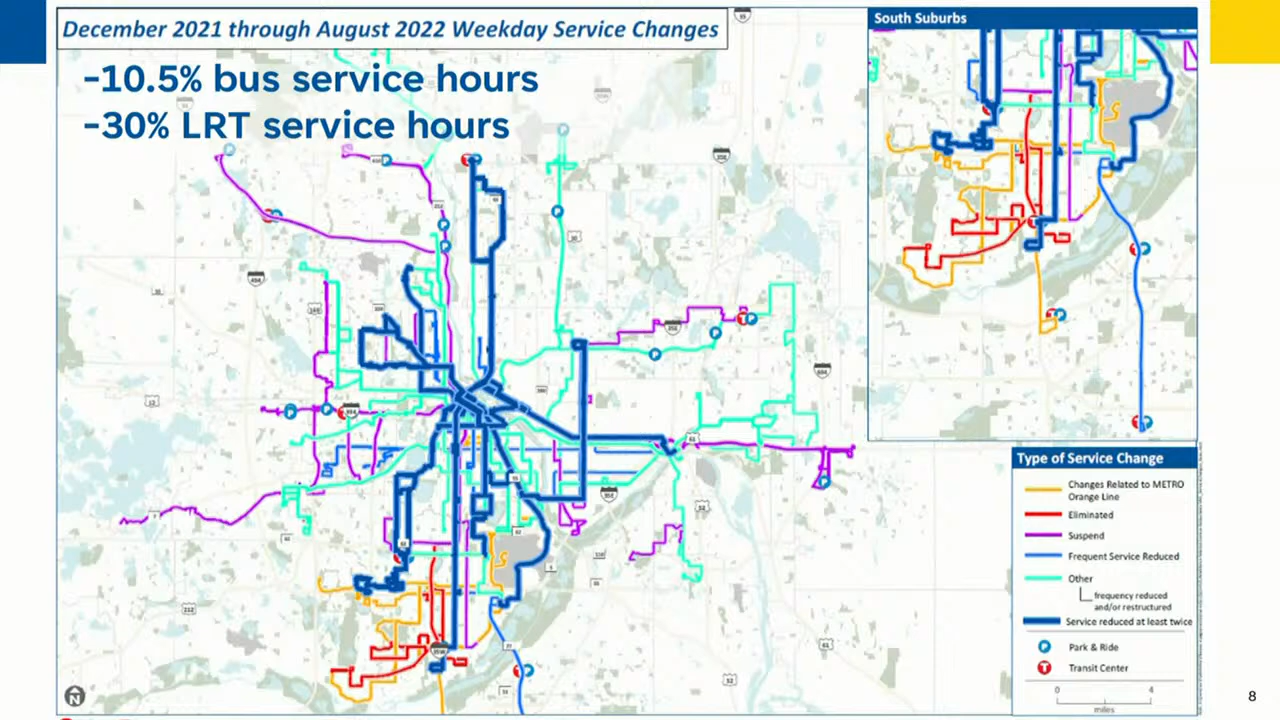 December 2021 through August 2022 Weekday Service Changes
-10.5% bus service hours
-30% LRT service hours
South Suburbs
Type of Service Change
Changes Related to METRO
Orange Line
Eliminated
Suspend
Frequent Service Reduced
Other
frequency reduced
and/or restructured
Service reduced at least twice
P Park & Ride
T Transit Center
0 4
miles
N
8